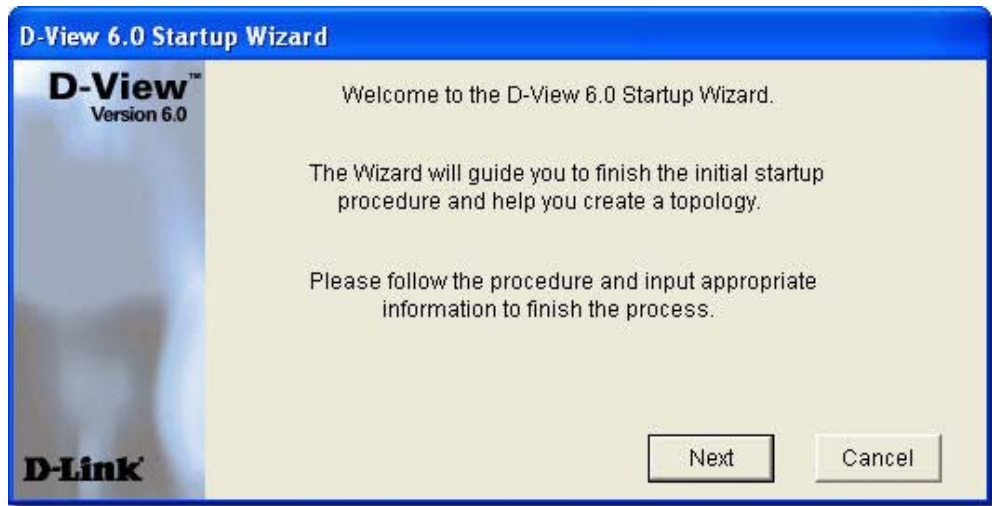 D-View 6.0 Startup Wizard
D-View™
Version 6.0
Welcome to the D-View 6.0 Startup Wizard.
The Wizard will guide you to finish the initial startup
procedure and help you create a topology.
Please follow the procedure and input appropriate
information to finish the process.
D-Link
Next
Cancel